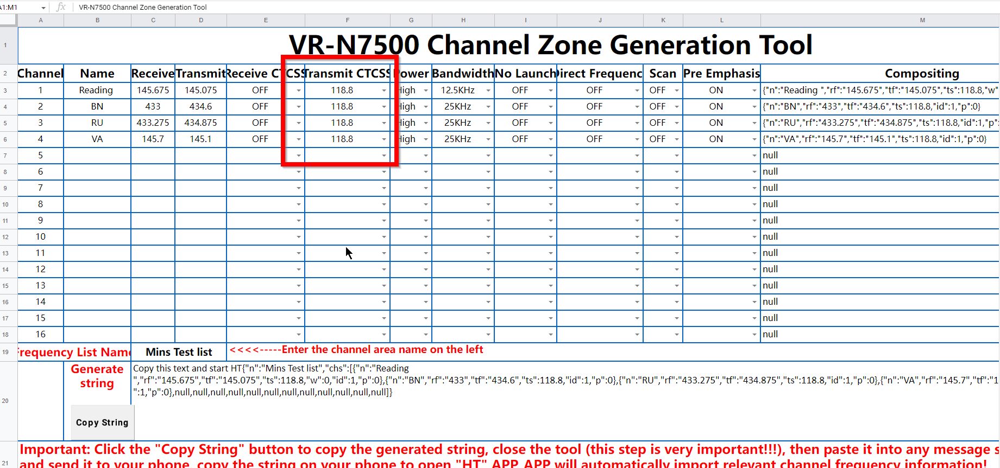 A1:M1 fx VR-N7500 Channel Zone Generation Tool
A B C D E F G H I J K L M
1 VR-N7500 Channel Zone Generation Tool
2 Channel Name Receive Transmit Receive CTCSS Transmit CTCSS Power Bandwidth No Launch Direct Frequenc Scan Pre Emphasis Compositing
3 1 Reading 145.675 145.075 OFF 118.8 High 12.5KHz OFF OFF OFF ON {"n":"Reading ","rf":"145.675","tf":"145.075","ts":118.8,"w"
4 2 BN 433 434.6 OFF 118.8 High 25KHz OFF OFF OFF ON {"n":"BN","rf":"433","tf":"434.6","ts":118.8,"id":1,"p":0}
5 3 RU 433.275 434.875 OFF 118.8 High 25KHz OFF OFF OFF ON {"n":"RU","rf":"433.275","tf":"434.875","ts":118.8,"id":1,"p":
6 4 VA 145.7 145.1 OFF 118.8 High 25KHz OFF OFF OFF ON {"n":"VA","rf":"145.7","tf":"145.1","ts":118.8,"id":1,"p":0}
7 5 null
8 6 null
9 7 null
10 8 null
11 9 null
12 10 null
13 11 null
14 12 null
15 13 null
16 14 null
17 15 null
18 16 null
19 Frequency List Name Mins Test list <<<<-----Enter the channel area name on the left
20 Generate string
Copy this text and start HT{"n":"Mins Test list","chs":[{"n":"Reading
","rf":"145.675","tf":"145.075","ts":118.8,"w":0,"id":1,"p":0},{"n":"BN","rf":"433","tf":"434.6","ts":118.8,"id":1,"p":0},{"n":"RU","rf":"433.275","tf":"434.875","ts":118.8,"id":1,"p":0},{"n":"VA","rf":"145.7","tf":"1
":1,"p":0},null,null,null,null,null,null,null,null,null,null,null,null]}
Copy String
21 Important: Click the "Copy String" button to copy the generated string, close the tool (this step is very important!!!), then paste it into any message s
and send it to your phone, copy the string on your phone to open "HT" APP, APP will automatically import relevant channel frequency information!